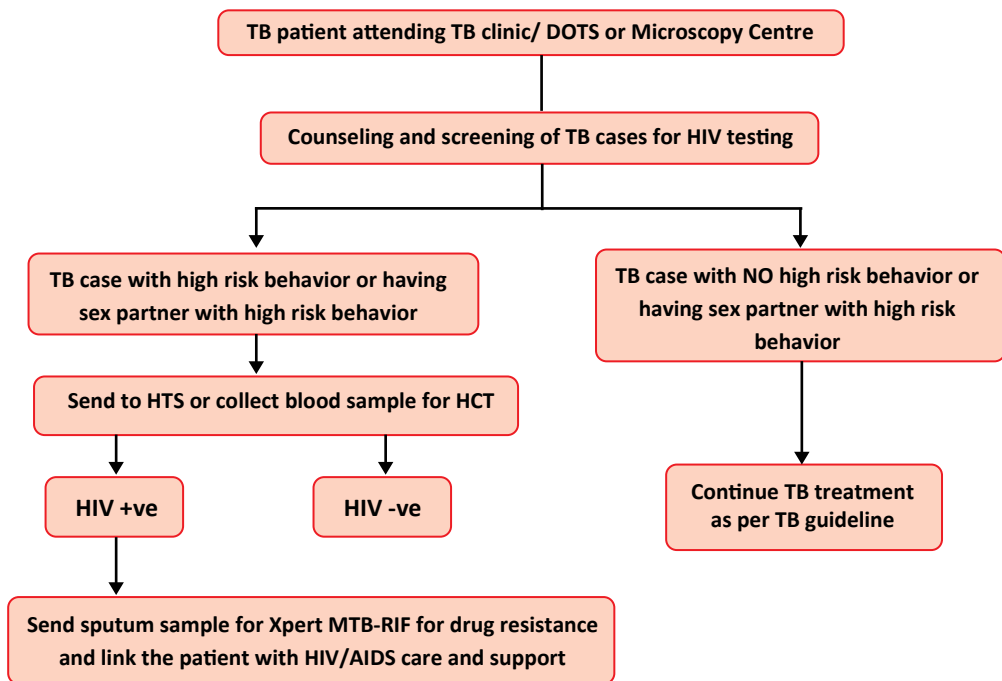 TB patient attending TB clinic/ DOTS or Microscopy Centre
Counseling and screening of TB cases for HIV testing
TB case with high risk behavior or having
sex partner with high risk behavior
TB case with NO high risk behavior or
having sex partner with high risk
behavior
Send to HTS or collect blood sample for HCT
HIV +ve
HIV -ve
Continue TB treatment
as per TB guideline
Send sputum sample for Xpert MTB-RIF for drug resistance
and link the patient with HIV/AIDS care and support